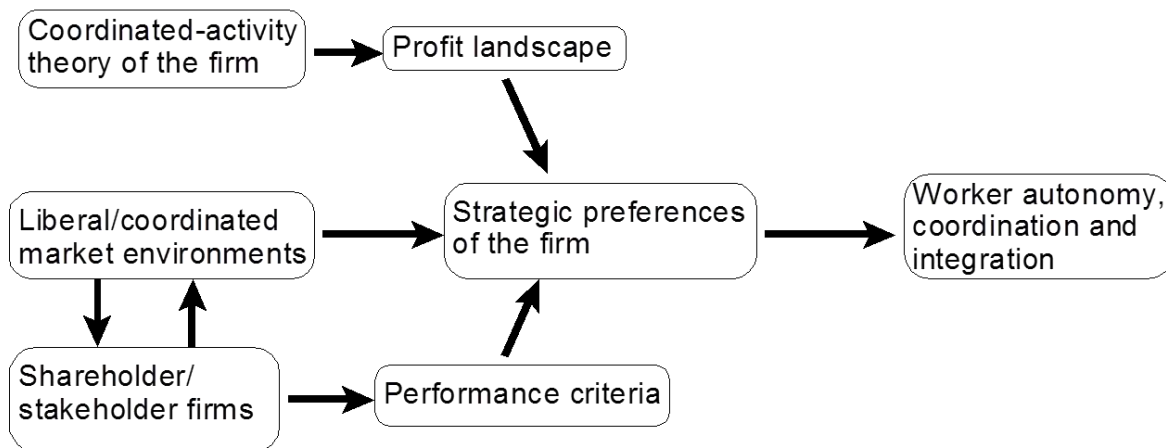 Coordinated-activity
theory of the firm
Profit landscape
Liberal/coordinated
market environments
Strategic preferences
of the firm
Worker autonomy,
coordination and
integration
Shareholder/
stakeholder firms
Performance criteria